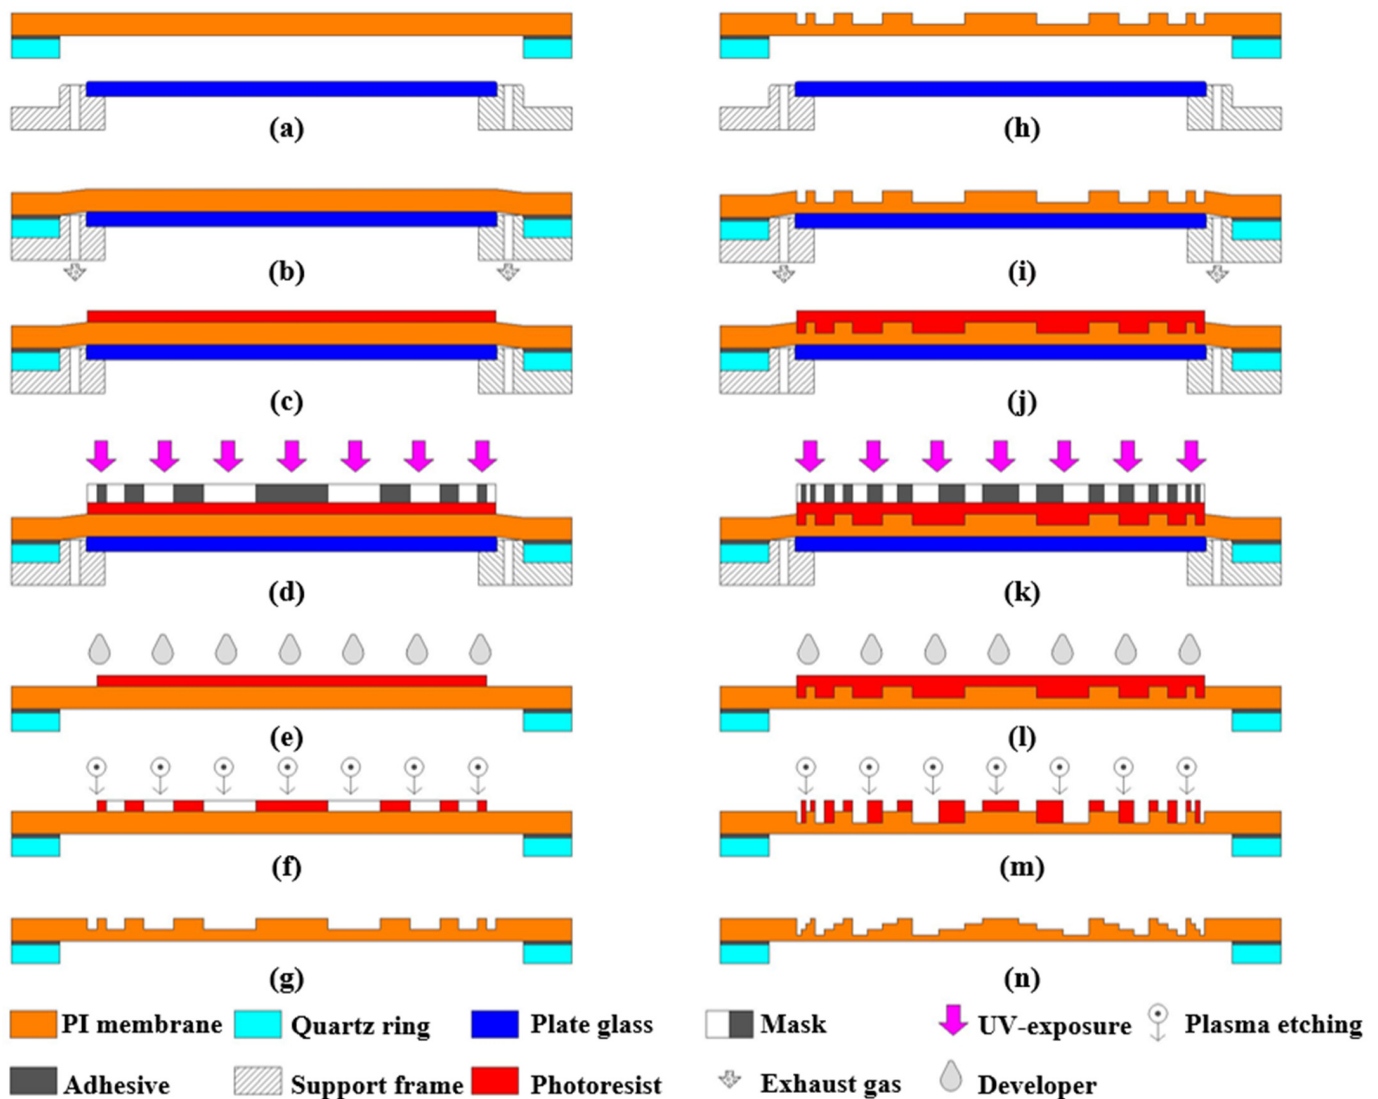 (a)
(h)
(b)
(i)
(c)
(j)
(d)
(k)
(e)
(l)
(f)
(m)
(g)
(n)
PI membrane
Quartz ring
Plate glass
Mask
UV-exposure
Plasma etching
Adhesive
Support frame
Photoresist
Exhaust gas
Developer